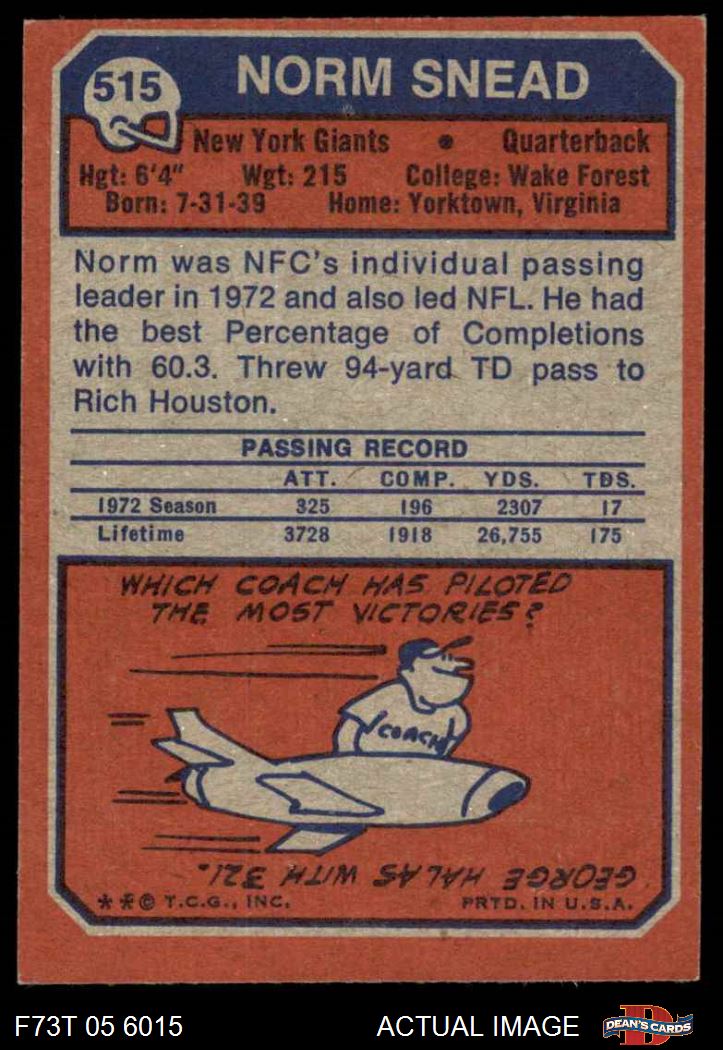 515
NORM SNEAD
New York Giants • Quarterback
Hgt: 6'4" Wgt: 215 College: Wake Forest
Born: 7-31-39 Home: Yorktown, Virginia
Norm was NFC's individual passing
leader in 1972 and also led NFL. He had
the best Percentage of Completions
with 60.3. Threw 94-yard TD pass to
Rich Houston.
PASSING RECORD
ATT. COMP. YDS. TDS.
1972 Season 325 196 2307 17
Lifetime 3728 1918 26,755 175
WHICH COACH HAS PILOTED
THE MOST VICTORIES?
COACH
GEORGE HALAS WITH 321.
**© T.C.G., INC. PRTD. IN U.S.A.
F73T 05 6015 ACTUAL IMAGE D DEAN'S CARDS